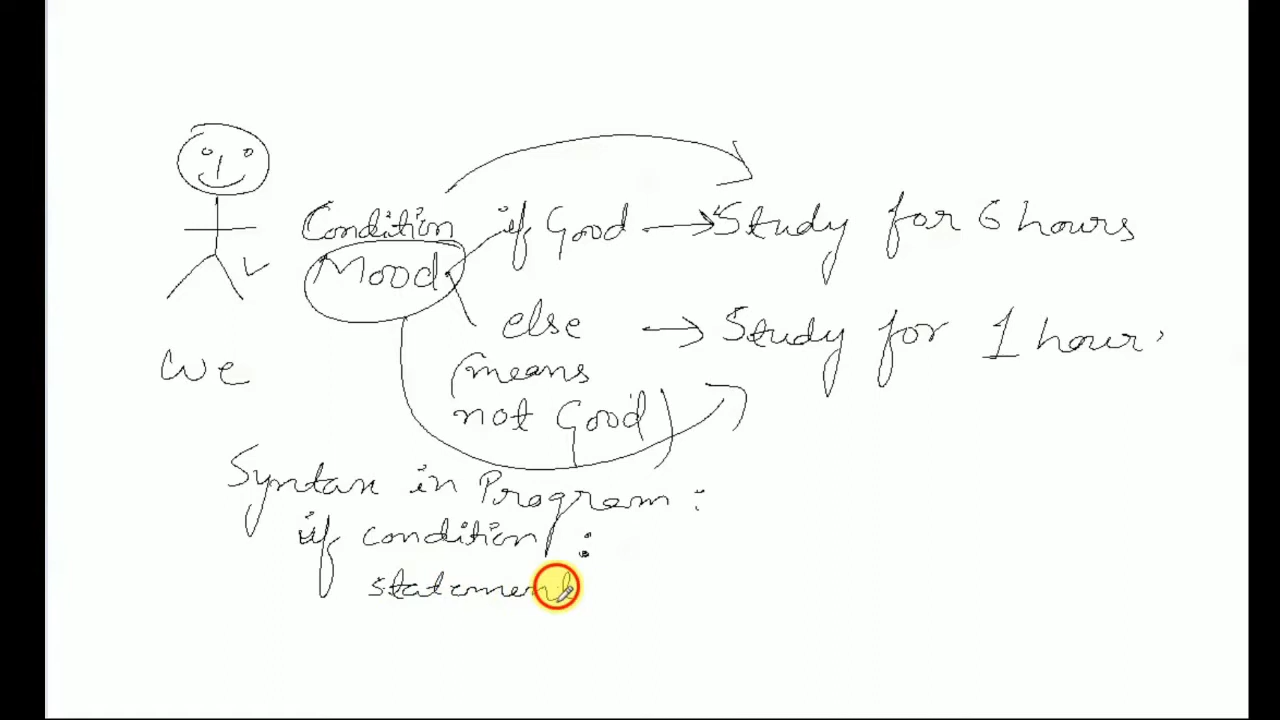 Condition if Good → Study for 6 hours
Mood
else → Study for 1 hour
We
(means
not Good)
Syntax in Program :
if condition :
statement